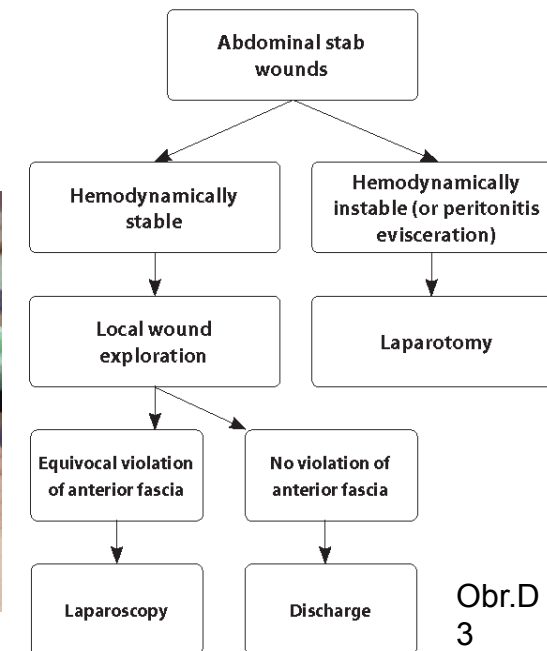 Abdominal stab
wounds
Hemodynamically
stable
Hemodynamically
instable (or peritonitis
evisceration)
Local wound
exploration
Laparotomy
Equivocal violation
of anterior fascia
No violation of
anterior fascia
Laparoscopy
Discharge
Obr.D
3